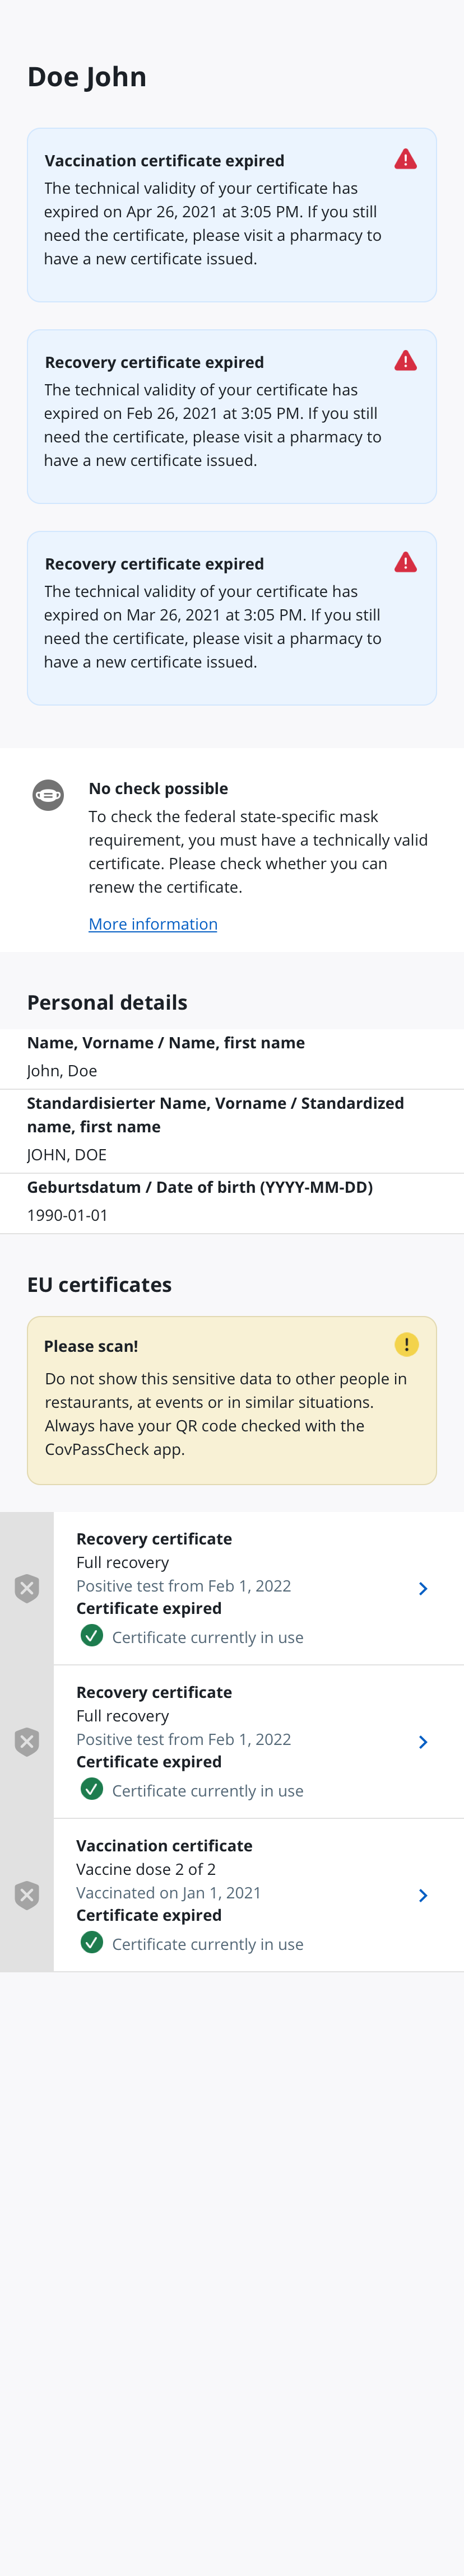 Doe John
Vaccination certificate expired
The technical validity of your certificate has
expired on Apr 26, 2021 at 3:05 PM. If you still
need the certificate, please visit a pharmacy to
have a new certificate issued.
Recovery certificate expired
The technical validity of your certificate has
expired on Feb 26, 2021 at 3:05 PM. If you still
need the certificate, please visit a pharmacy to
have a new certificate issued.
Recovery certificate expired
The technical validity of your certificate has
expired on Mar 26, 2021 at 3:05 PM. If you still
need the certificate, please visit a pharmacy to
have a new certificate issued.
No check possible
To check the federal state-specific mask
requirement, you must have a technically valid
certificate. Please check whether you can
renew the certificate.
More information
Personal details
Name, Vorname / Name, first name
John, Doe
Standardisierter Name, Vorname / Standardized
name, first name
JOHN, DOE
Geburtsdatum / Date of birth (YYYY-MM-DD)
1990-01-01
EU certificates
Please scan!
Do not show this sensitive data to other people in
restaurants, at events or in similar situations.
Always have your QR code checked with the
CovPassCheck app.
Recovery certificate
Full recovery
Positive test from Feb 1, 2022
Certificate expired
Certificate currently in use
Recovery certificate
Full recovery
Positive test from Feb 1, 2022
Certificate expired
Certificate currently in use
Vaccination certificate
Vaccine dose 2 of 2
Vaccinated on Jan 1, 2021
Certificate expired
Certificate currently in use